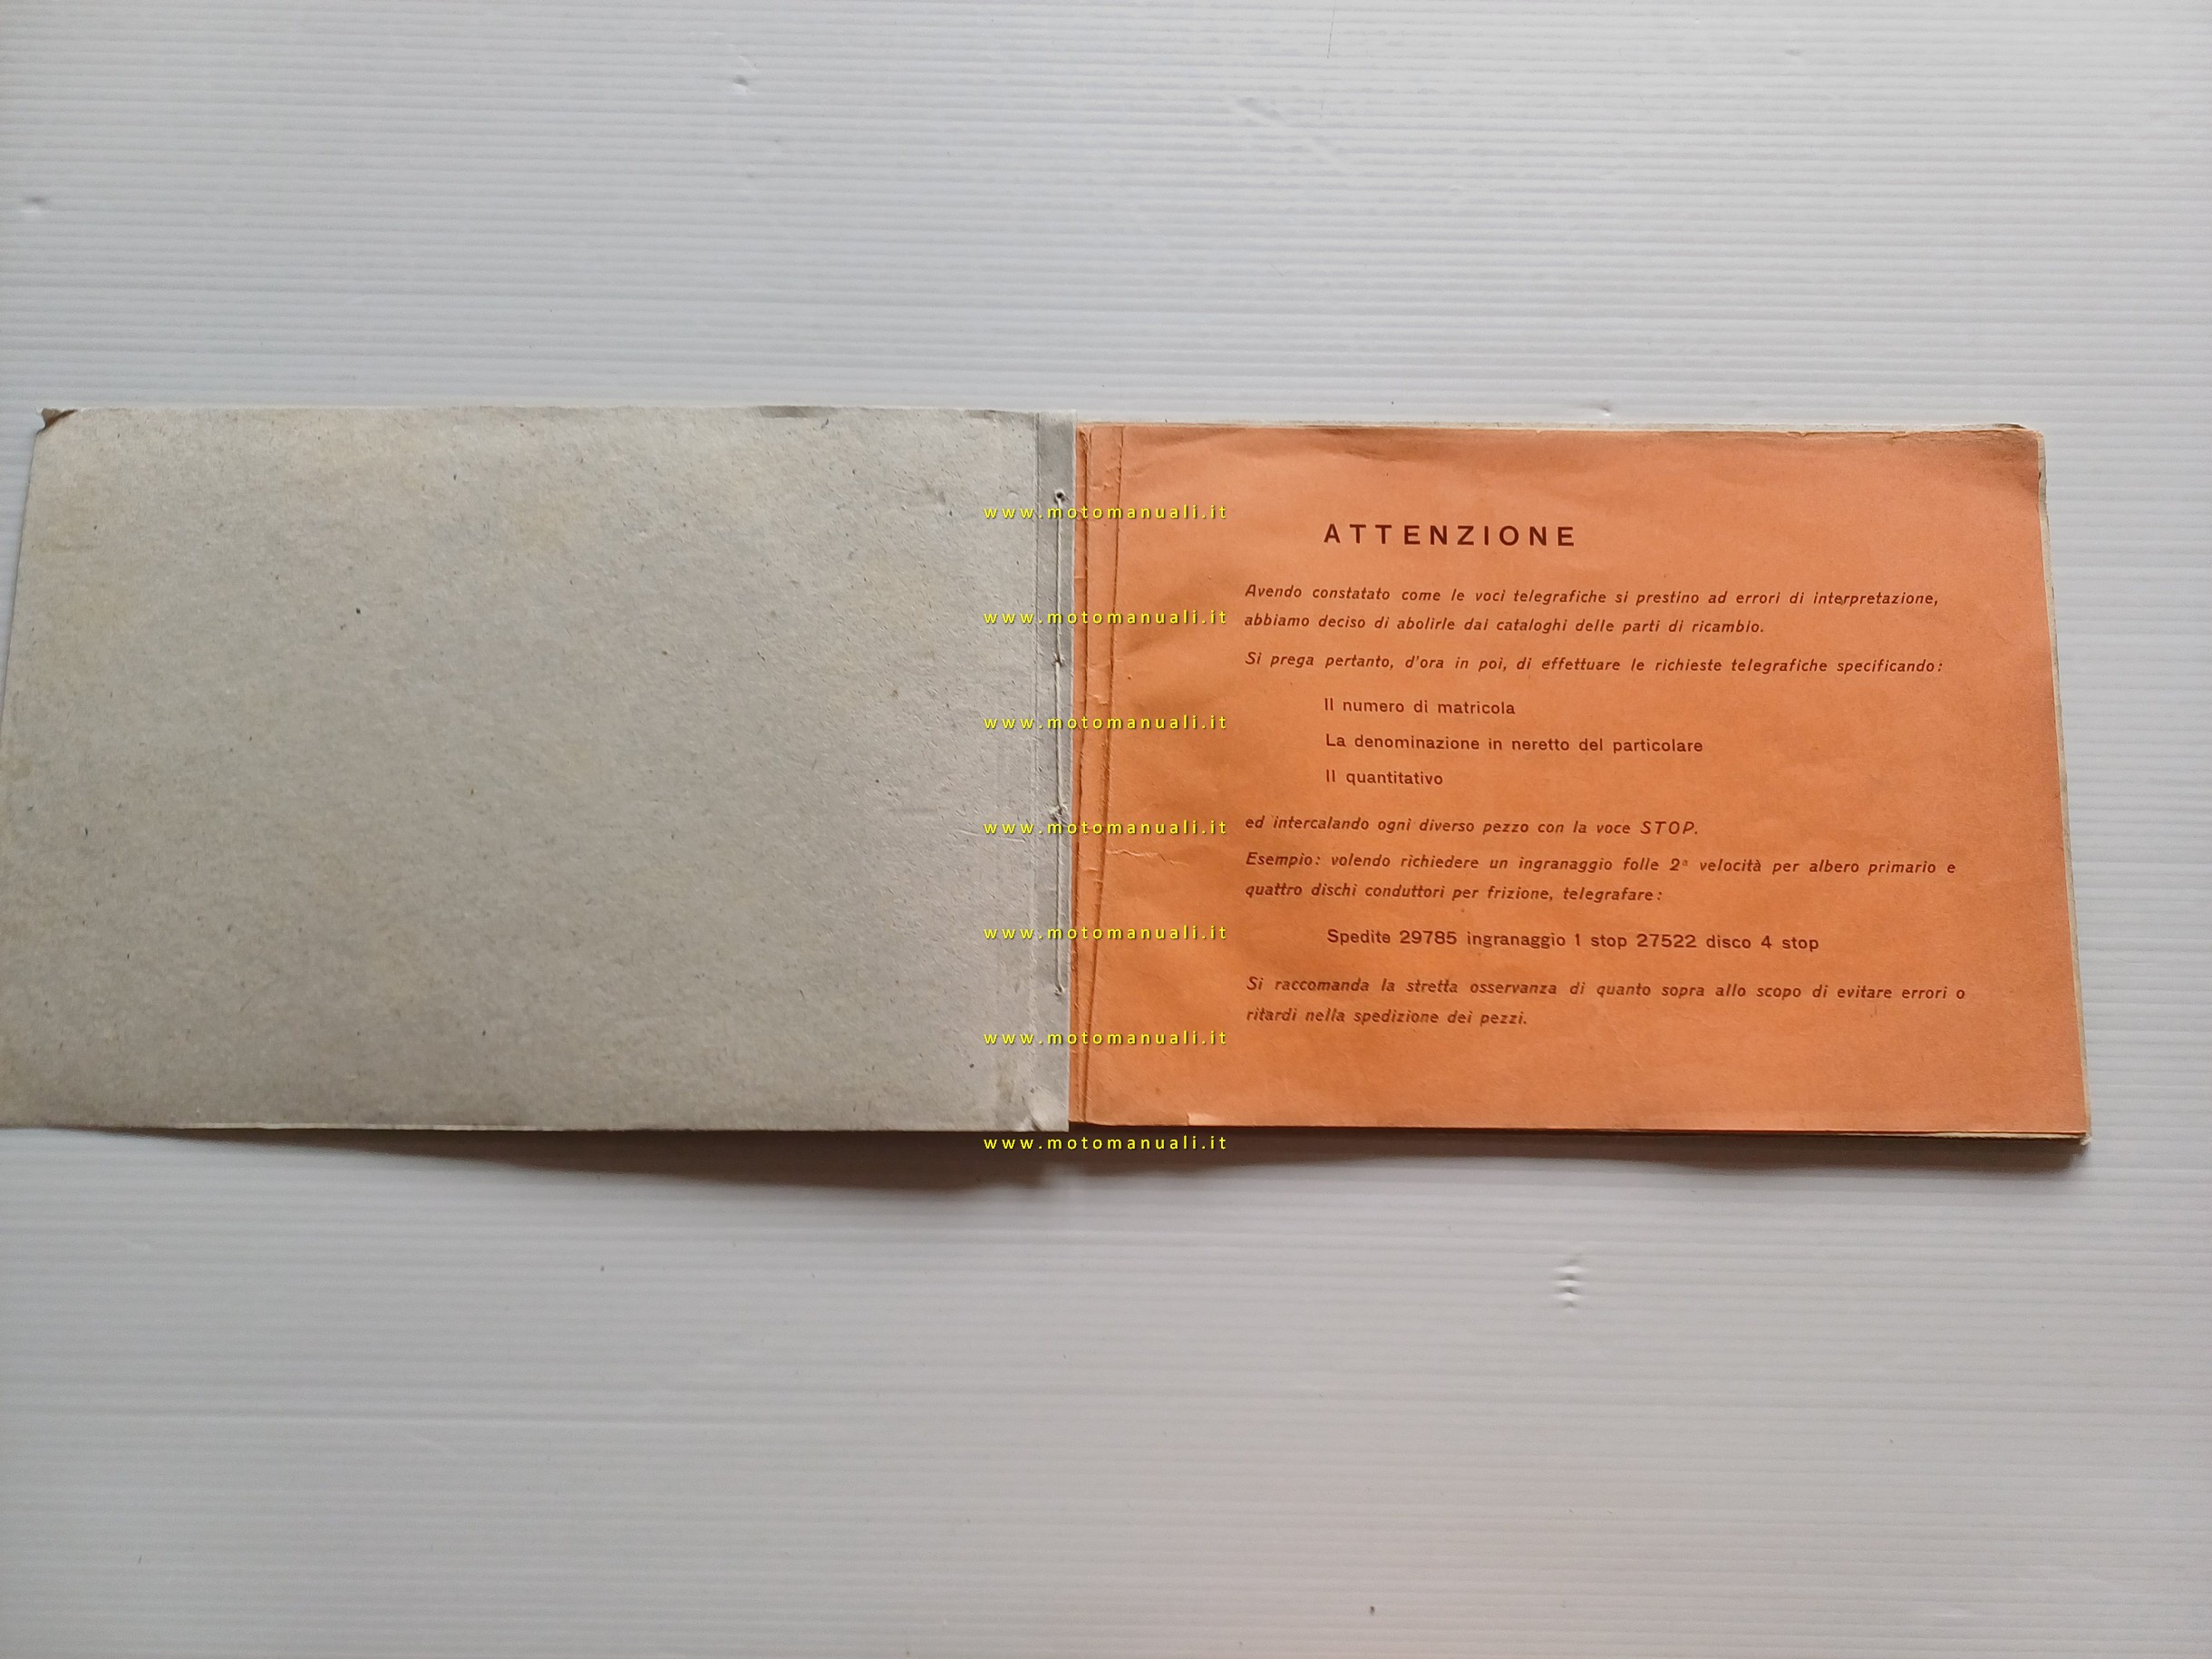 ATTENZIONE
Avendo constatato come le voci telegrafiche si prestino ad errori di interpretazione,
abbiamo deciso di abolirle dai cataloghi delle parti di ricambio.
Si prega pertanto, d'ora in poi, di effettuare le richieste telegrafiche specificando:
Il numero di matricola
La denominazione in neretto del particolare
Il quantitativo
ed intercalando ogni diverso pezzo con la voce STOP.
Esempio: volendo richiedere un ingranaggio folle 2ª velocità per albero primario e
quattro dischi conduttori per frizione, telegrafare:
Spedite 29785 ingranaggio 1 stop 27522 disco 4 stop
Si raccomanda la stretta osservanza di quanto sopra allo scopo di evitare errori o
ritardi nella spedizione dei pezzi.
www.motomanuali.it
www.motomanuali.it
www.motomanuali.it
www.motomanuali.it
www.motomanuali.it
www.motomanuali.it
www.motomanuali.it